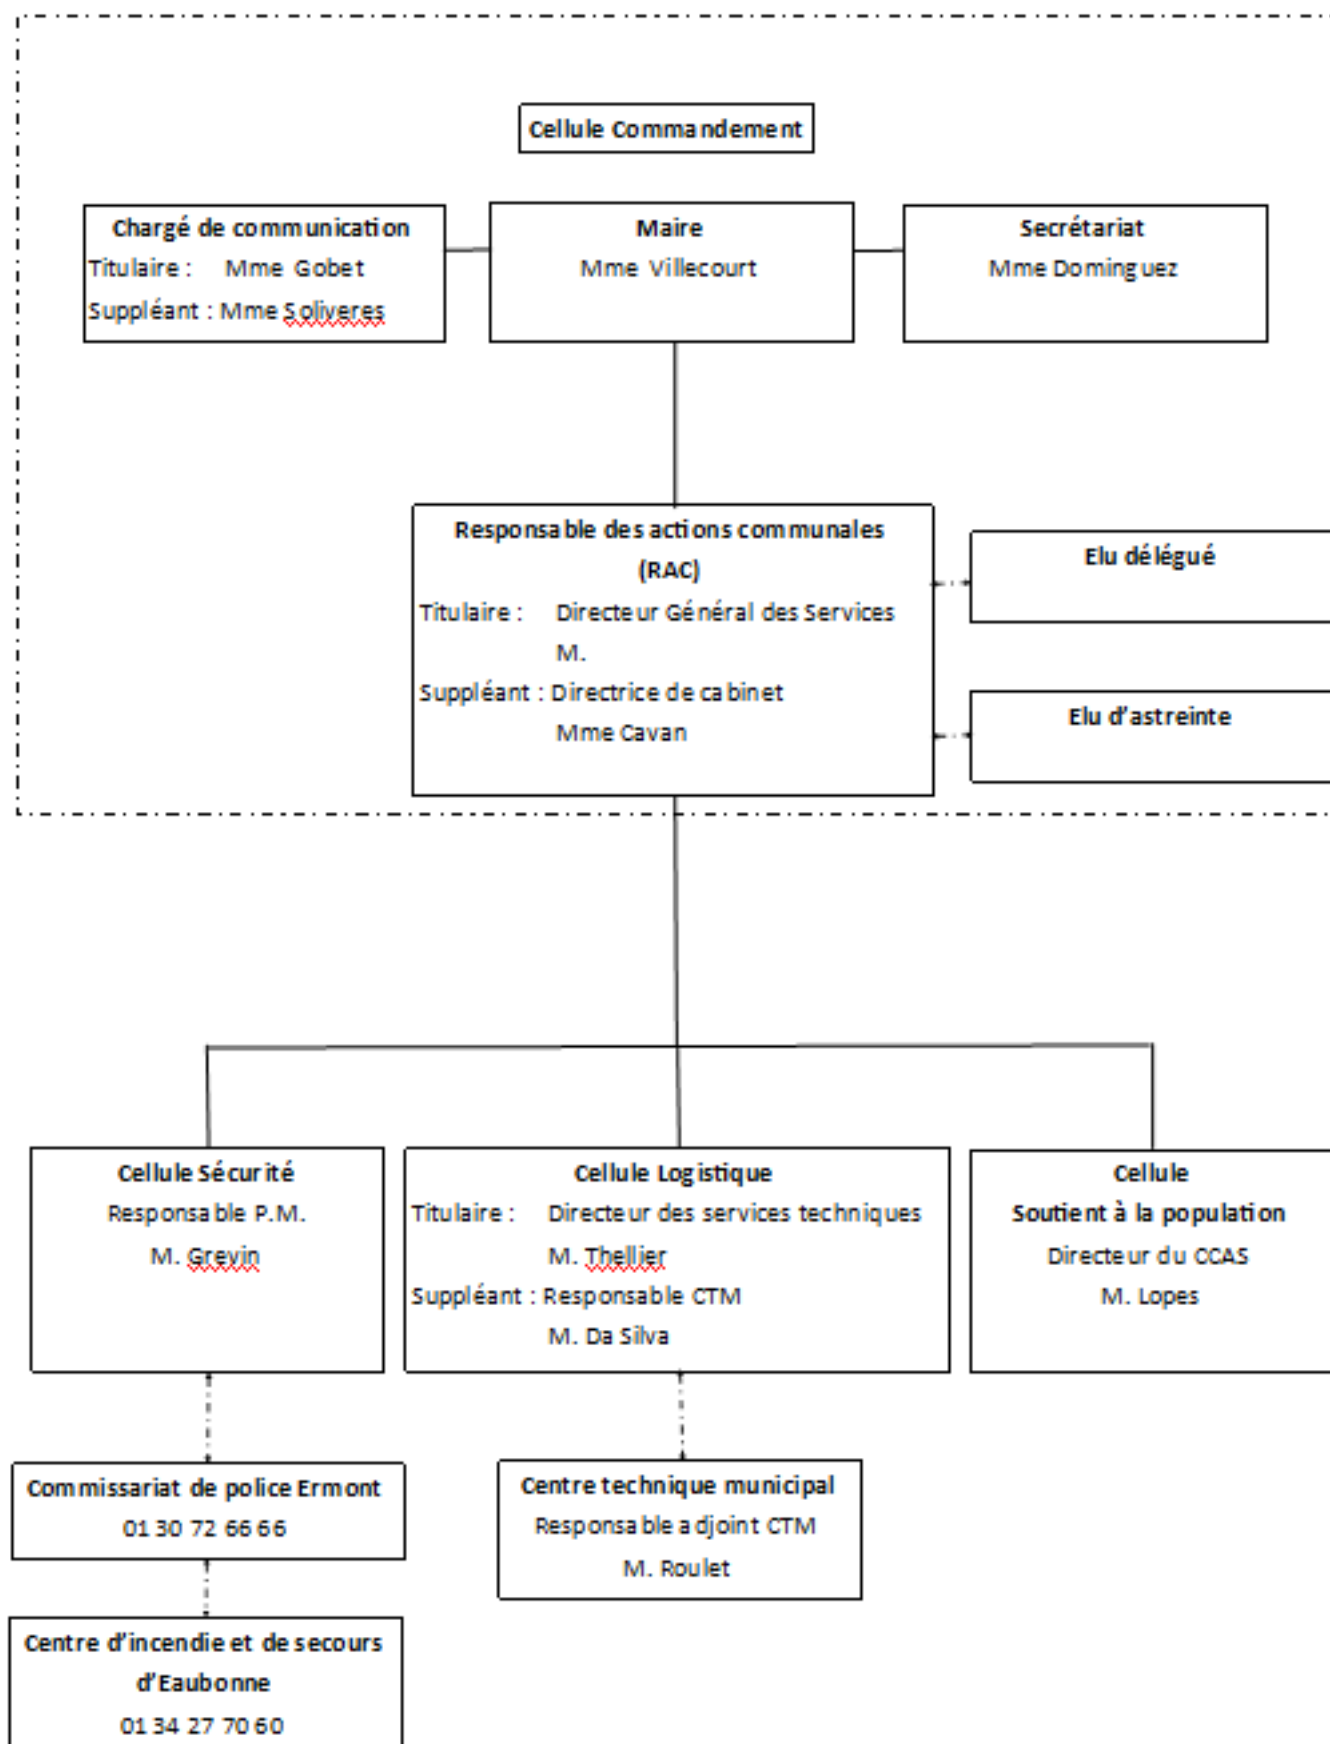 Cellule Commandement
Chargé de communication
Titulaire : Mme Gobet
Suppléant : Mme Soliveres
Maire
Mme Villecourt
Secrétariat
Mme Dominguez
Responsable des actions communales
(RAC)
Titulaire : Directeur Général des Services
M.
Suppléant : Directrice de cabinet
Mme Cavan
Elu délégué
Elu d'astreinte
Cellule Sécurité
Responsable P.M.
M. Grevin
Cellule Logistique
Titulaire : Directeur des services techniques
M. Thellier
Suppléant : Responsable CTM
M. Da Silva
Cellule
Soutient à la population
Directeur du CCAS
M. Lopes
Commissariat de police Ermont
01 30 72 66 66
Centre technique municipal
Responsable adjoint CTM
M. Roulet
Centre d'incendie et de secours
d'Eaubonne
01 34 27 70 60